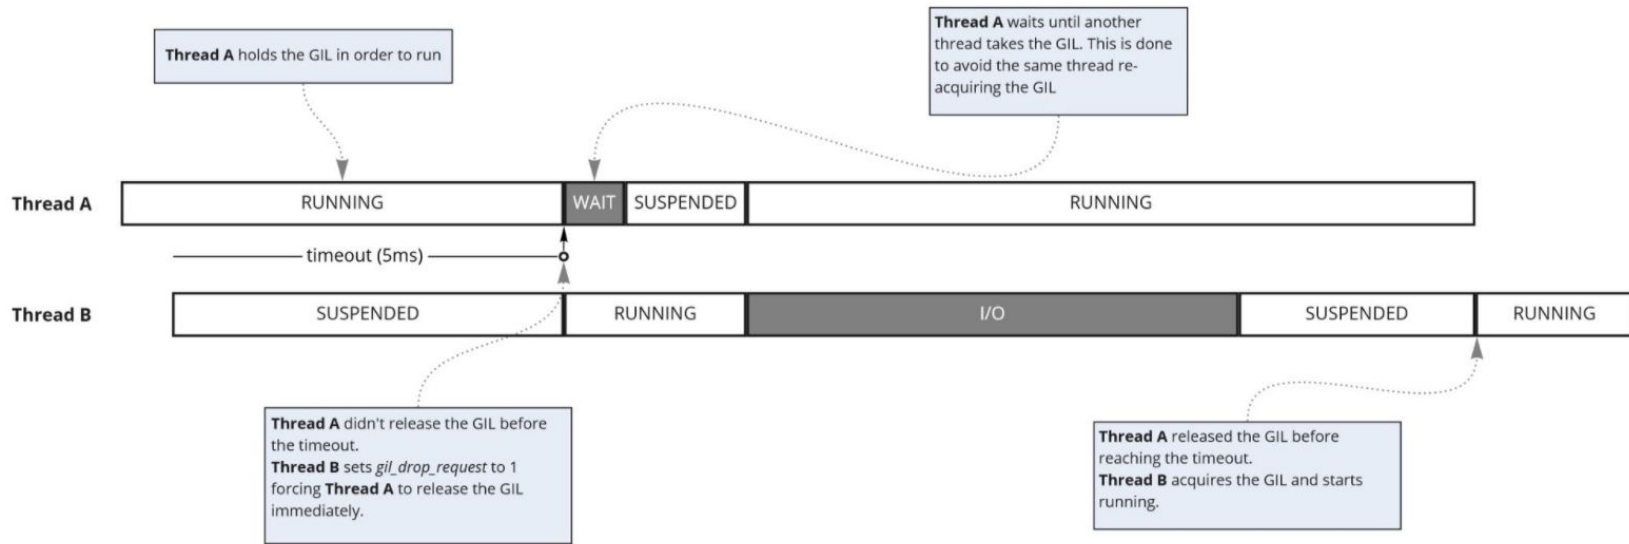 Thread A holds the GIL in order to run
Thread A waits until another
thread takes the GIL. This is done
to avoid the same thread re-
acquiring the GIL
Thread A
RUNNING
WAIT
SUSPENDED
RUNNING
timeout (5ms)
Thread B
SUSPENDED
RUNNING
I/O
SUSPENDED
RUNNING
Thread A didn't release the GIL before
the timeout.
Thread B sets gil_drop_request to 1
forcing Thread A to release the GIL
immediately.
Thread A released the GIL before
reaching the timeout.
Thread B acquires the GIL and starts
running.